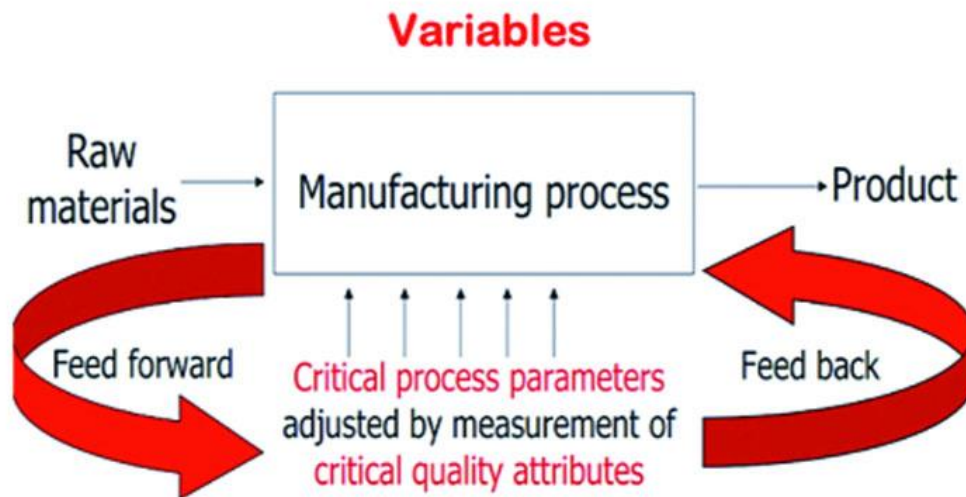 Variables
Raw
materials
Manufacturing process
Product
Feed forward
Critical process parameters
adjusted by measurement of
critical quality attributes
Feed back